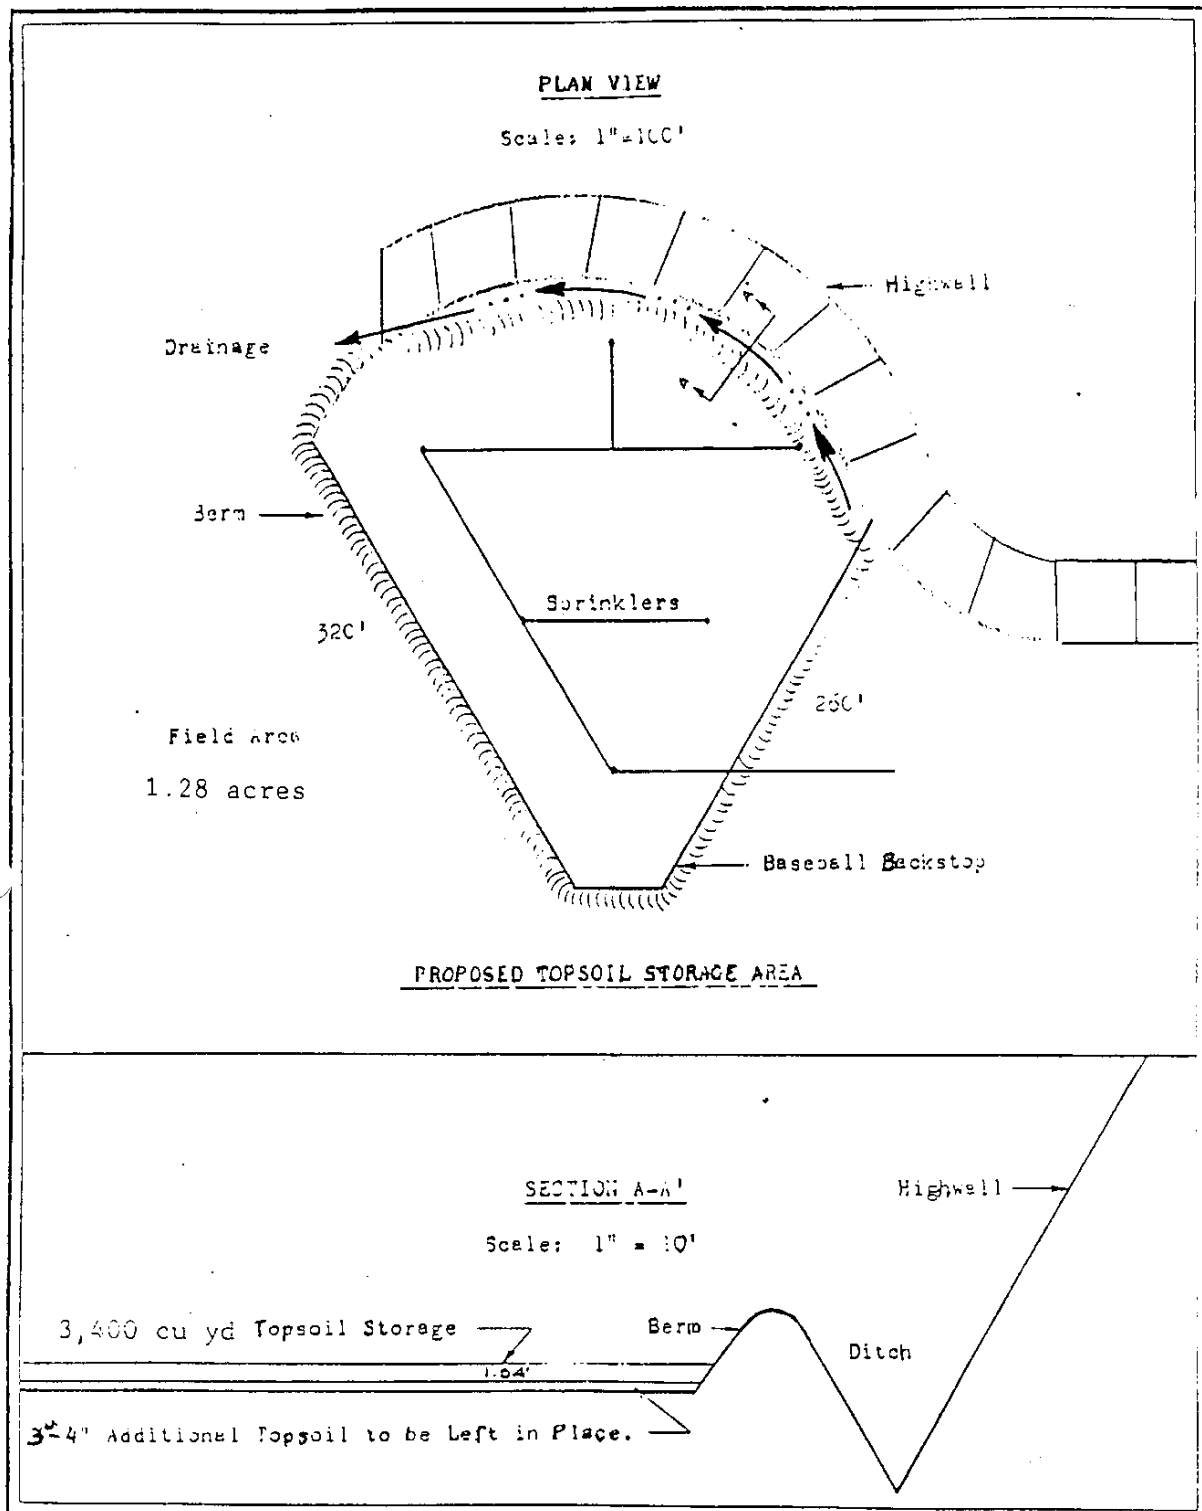 PLAN VIEW
Scale: 1"=100'
Highwall
Drainage
Berm
Sprinklers
320'
260'
Field Area
1.28 acres
Baseball Backstop
PROPOSED TOPSOIL STORAGE AREA
SECTION A-A'
Highwall
Scale: 1" = 10'
3,400 cu yd Topsoil Storage
Berm
Ditch
1.64'
3"-4" Additional Topsoil to be Left in Place.